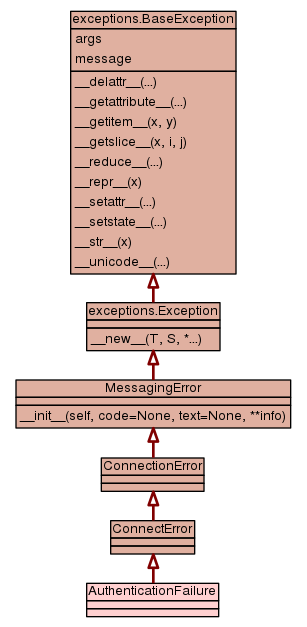 exceptions.BaseException
args
message
__delattr__(...)
__getattribute__(...)
__getitem__(x, y)
__getslice__(x, i, j)
__reduce__(...)
__repr__(x)
__setattr__(...)
__setstate__(...)
__str__(x)
__unicode__(...)
exceptions.Exception
__new__(T, S, *...)
MessagingError
__init__(self, code=None, text=None, **info)
ConnectionError
ConnectError
AuthenticationFailure